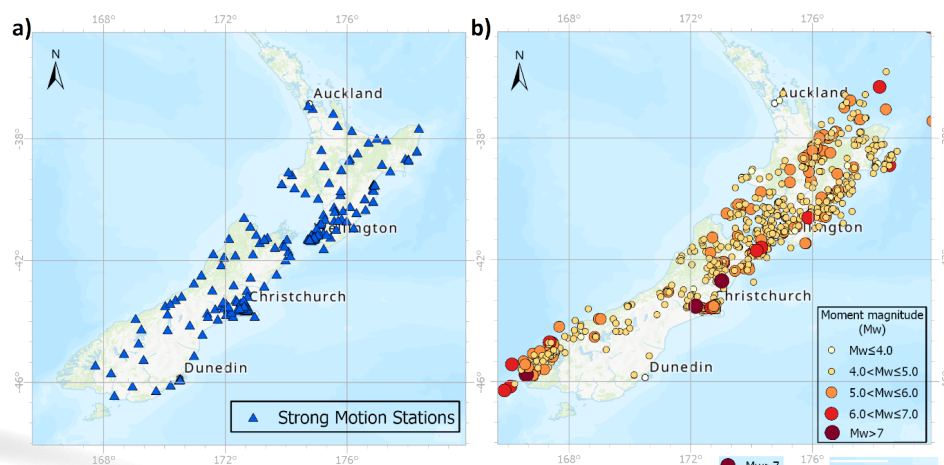 a)
168°
172°
176°
N
Auckland
38°
Wellington
42°
Christchurch
Dunedin
46°
Strong Motion Stations
168°
172°
176°
b)
168°
172°
176°
N
Auckland
38°
llington
42°
hristchurch
Dunedin
46°
Moment magnitude
(Mw)
Mw≤4.0
4.0<Mw≤5.0
5.0<Mw≤6.0
6.0<Mw≤7.0
Mw>7
168°
172°
176°